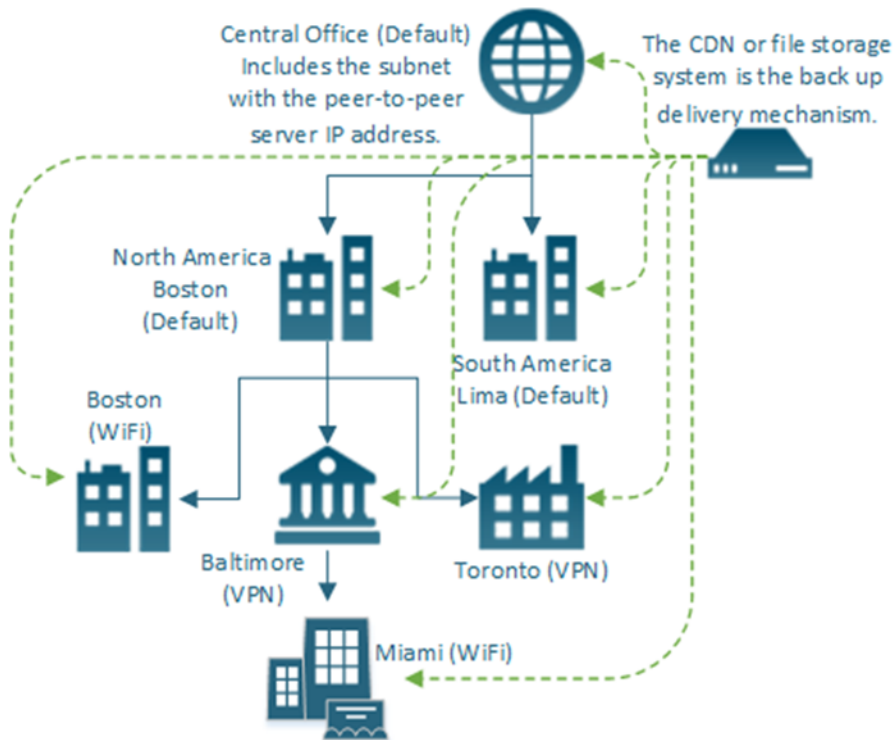 Central Office (Default)
Includes the subnet
with the peer-to-peer
server IP address.
The CDN or file storage
system is the back up
delivery mechanism.
North America
Boston
(Default)
South America
Lima (Default)
Boston
(WiFi)
Baltimore
(VPN)
Toronto (VPN)
Miami (WiFi)